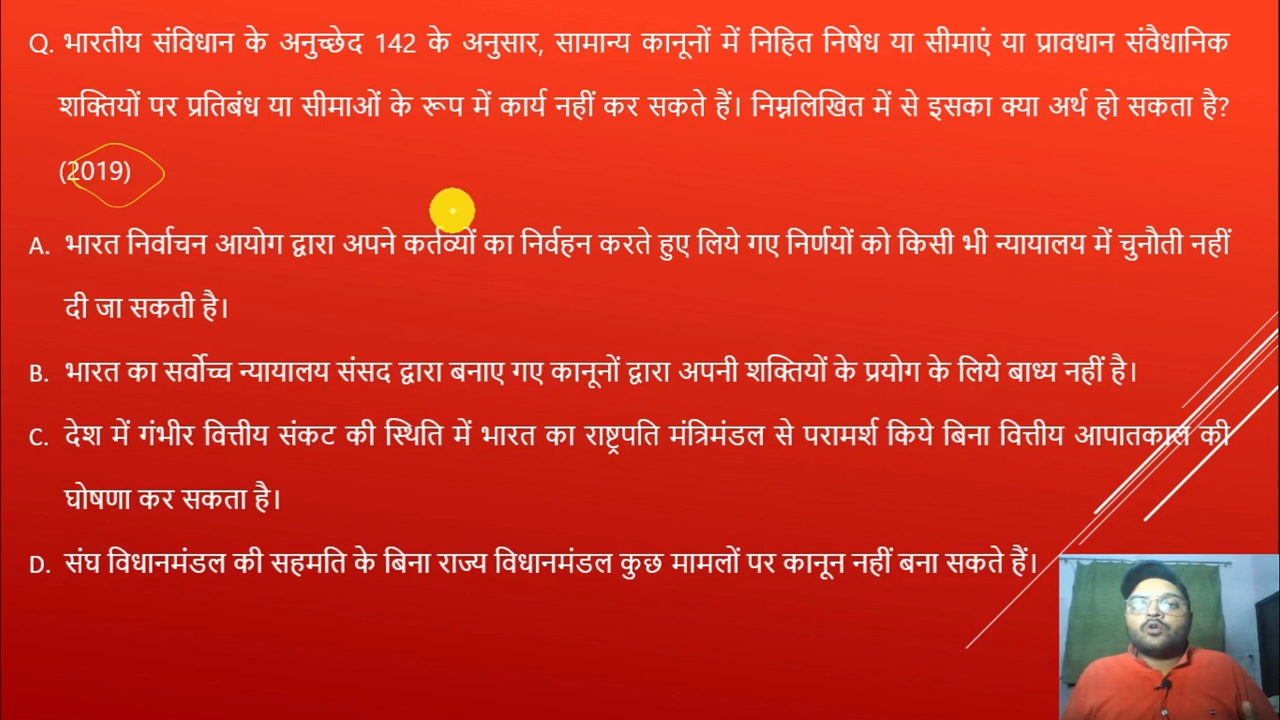 Q. भारतीय संविधान के अनुच्छेद 142 के अनुसार, सामान्य कानूनों में निहित निषेध या सीमाएं या प्रावधान संवैधानिक
शक्तियों पर प्रतिबंध या सीमाओं के रूप में कार्य नहीं कर सकते हैं। निम्नलिखित में से इसका क्या अर्थ हो सकता है?
(2019)
A. भारत निर्वाचन आयोग द्वारा अपने कर्तव्यों का निर्वहन करते हुए लिये गए निर्णयों को किसी भी न्यायालय में चुनौती नहीं
दी जा सकती है।
B. भारत का सर्वोच्च न्यायालय संसद द्वारा बनाए गए कानूनों द्वारा अपनी शक्तियों के प्रयोग के लिये बाध्य नहीं है।
C. देश में गंभीर वित्तीय संकट की स्थिति में भारत का राष्ट्रपति मंत्रिमंडल से परामर्श किये बिना वित्तीय आपातकाल की
घोषणा कर सकता है।
D. संघ विधानमंडल की सहमति के बिना राज्य विधानमंडल कुछ मामलों पर कानून नहीं बना सकते हैं।